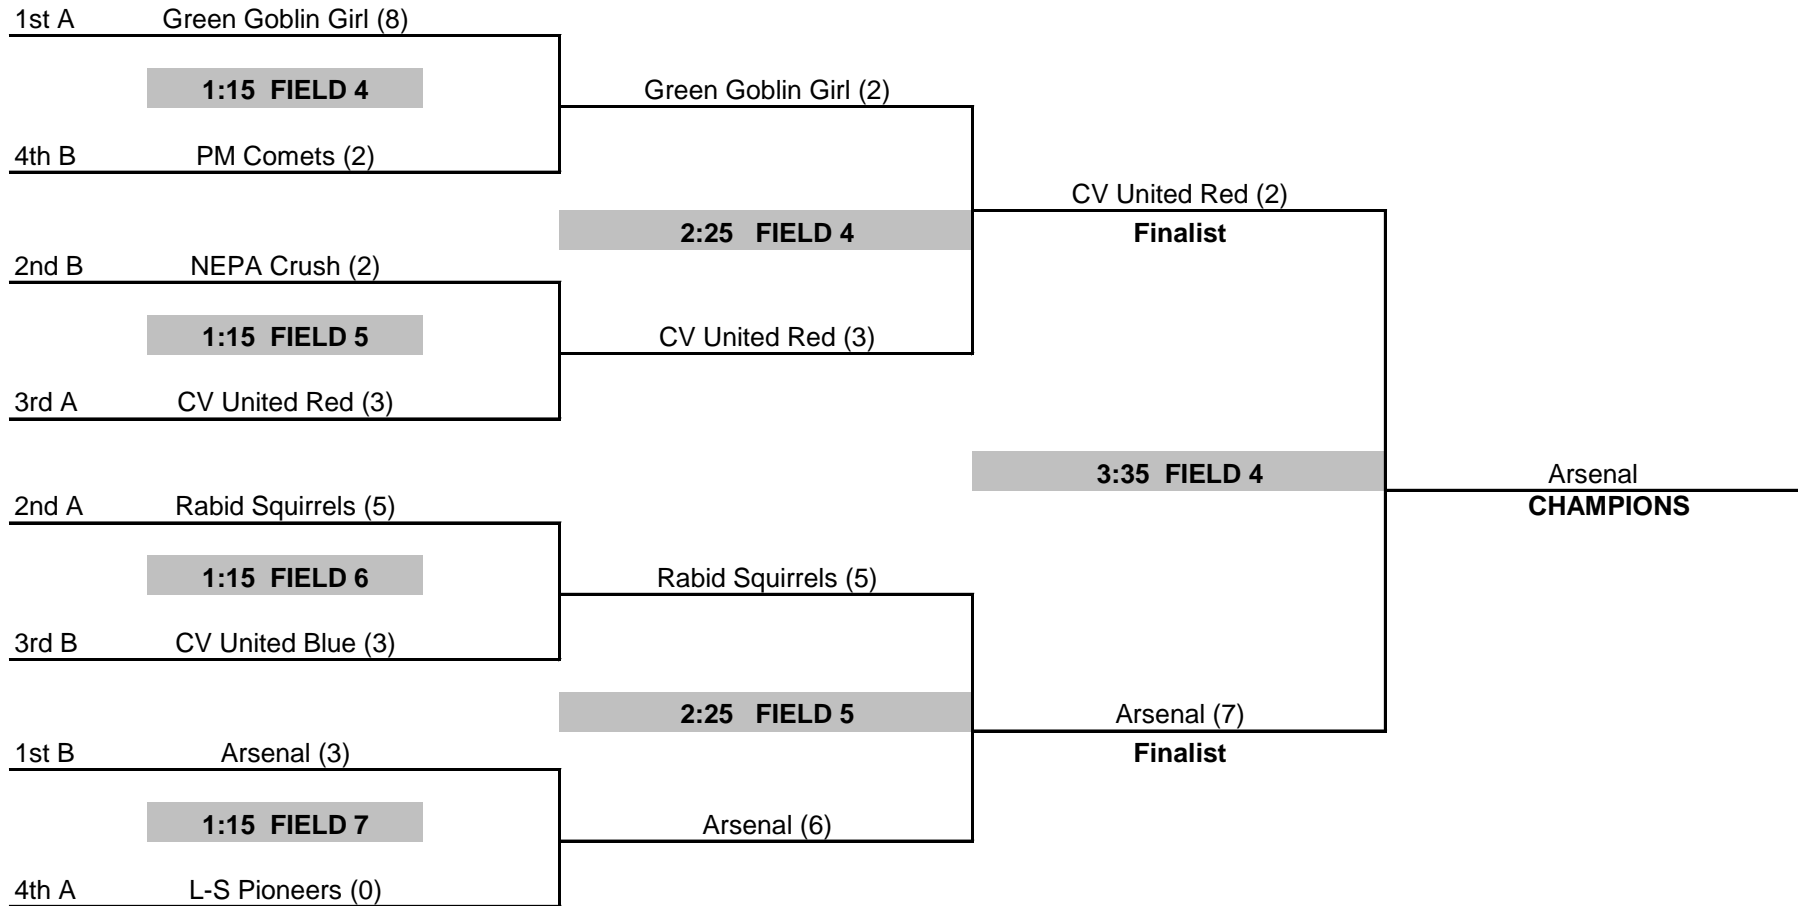 1st A Green Goblin Girl (8)
1:15 FIELD 4
Green Goblin Girl (2)
4th B PM Comets (2)
CV United Red (2)
2:25 FIELD 4
Finalist
2nd B NEPA Crush (2)
1:15 FIELD 5
CV United Red (3)
3rd A CV United Red (3)
3:35 FIELD 4
Arsenal
CHAMPIONS
2nd A Rabid Squirrels (5)
1:15 FIELD 6
Rabid Squirrels (5)
3rd B CV United Blue (3)
2:25 FIELD 5
Arsenal (7)
Finalist
1st B Arsenal (3)
1:15 FIELD 7
Arsenal (6)
4th A L-S Pioneers (0)